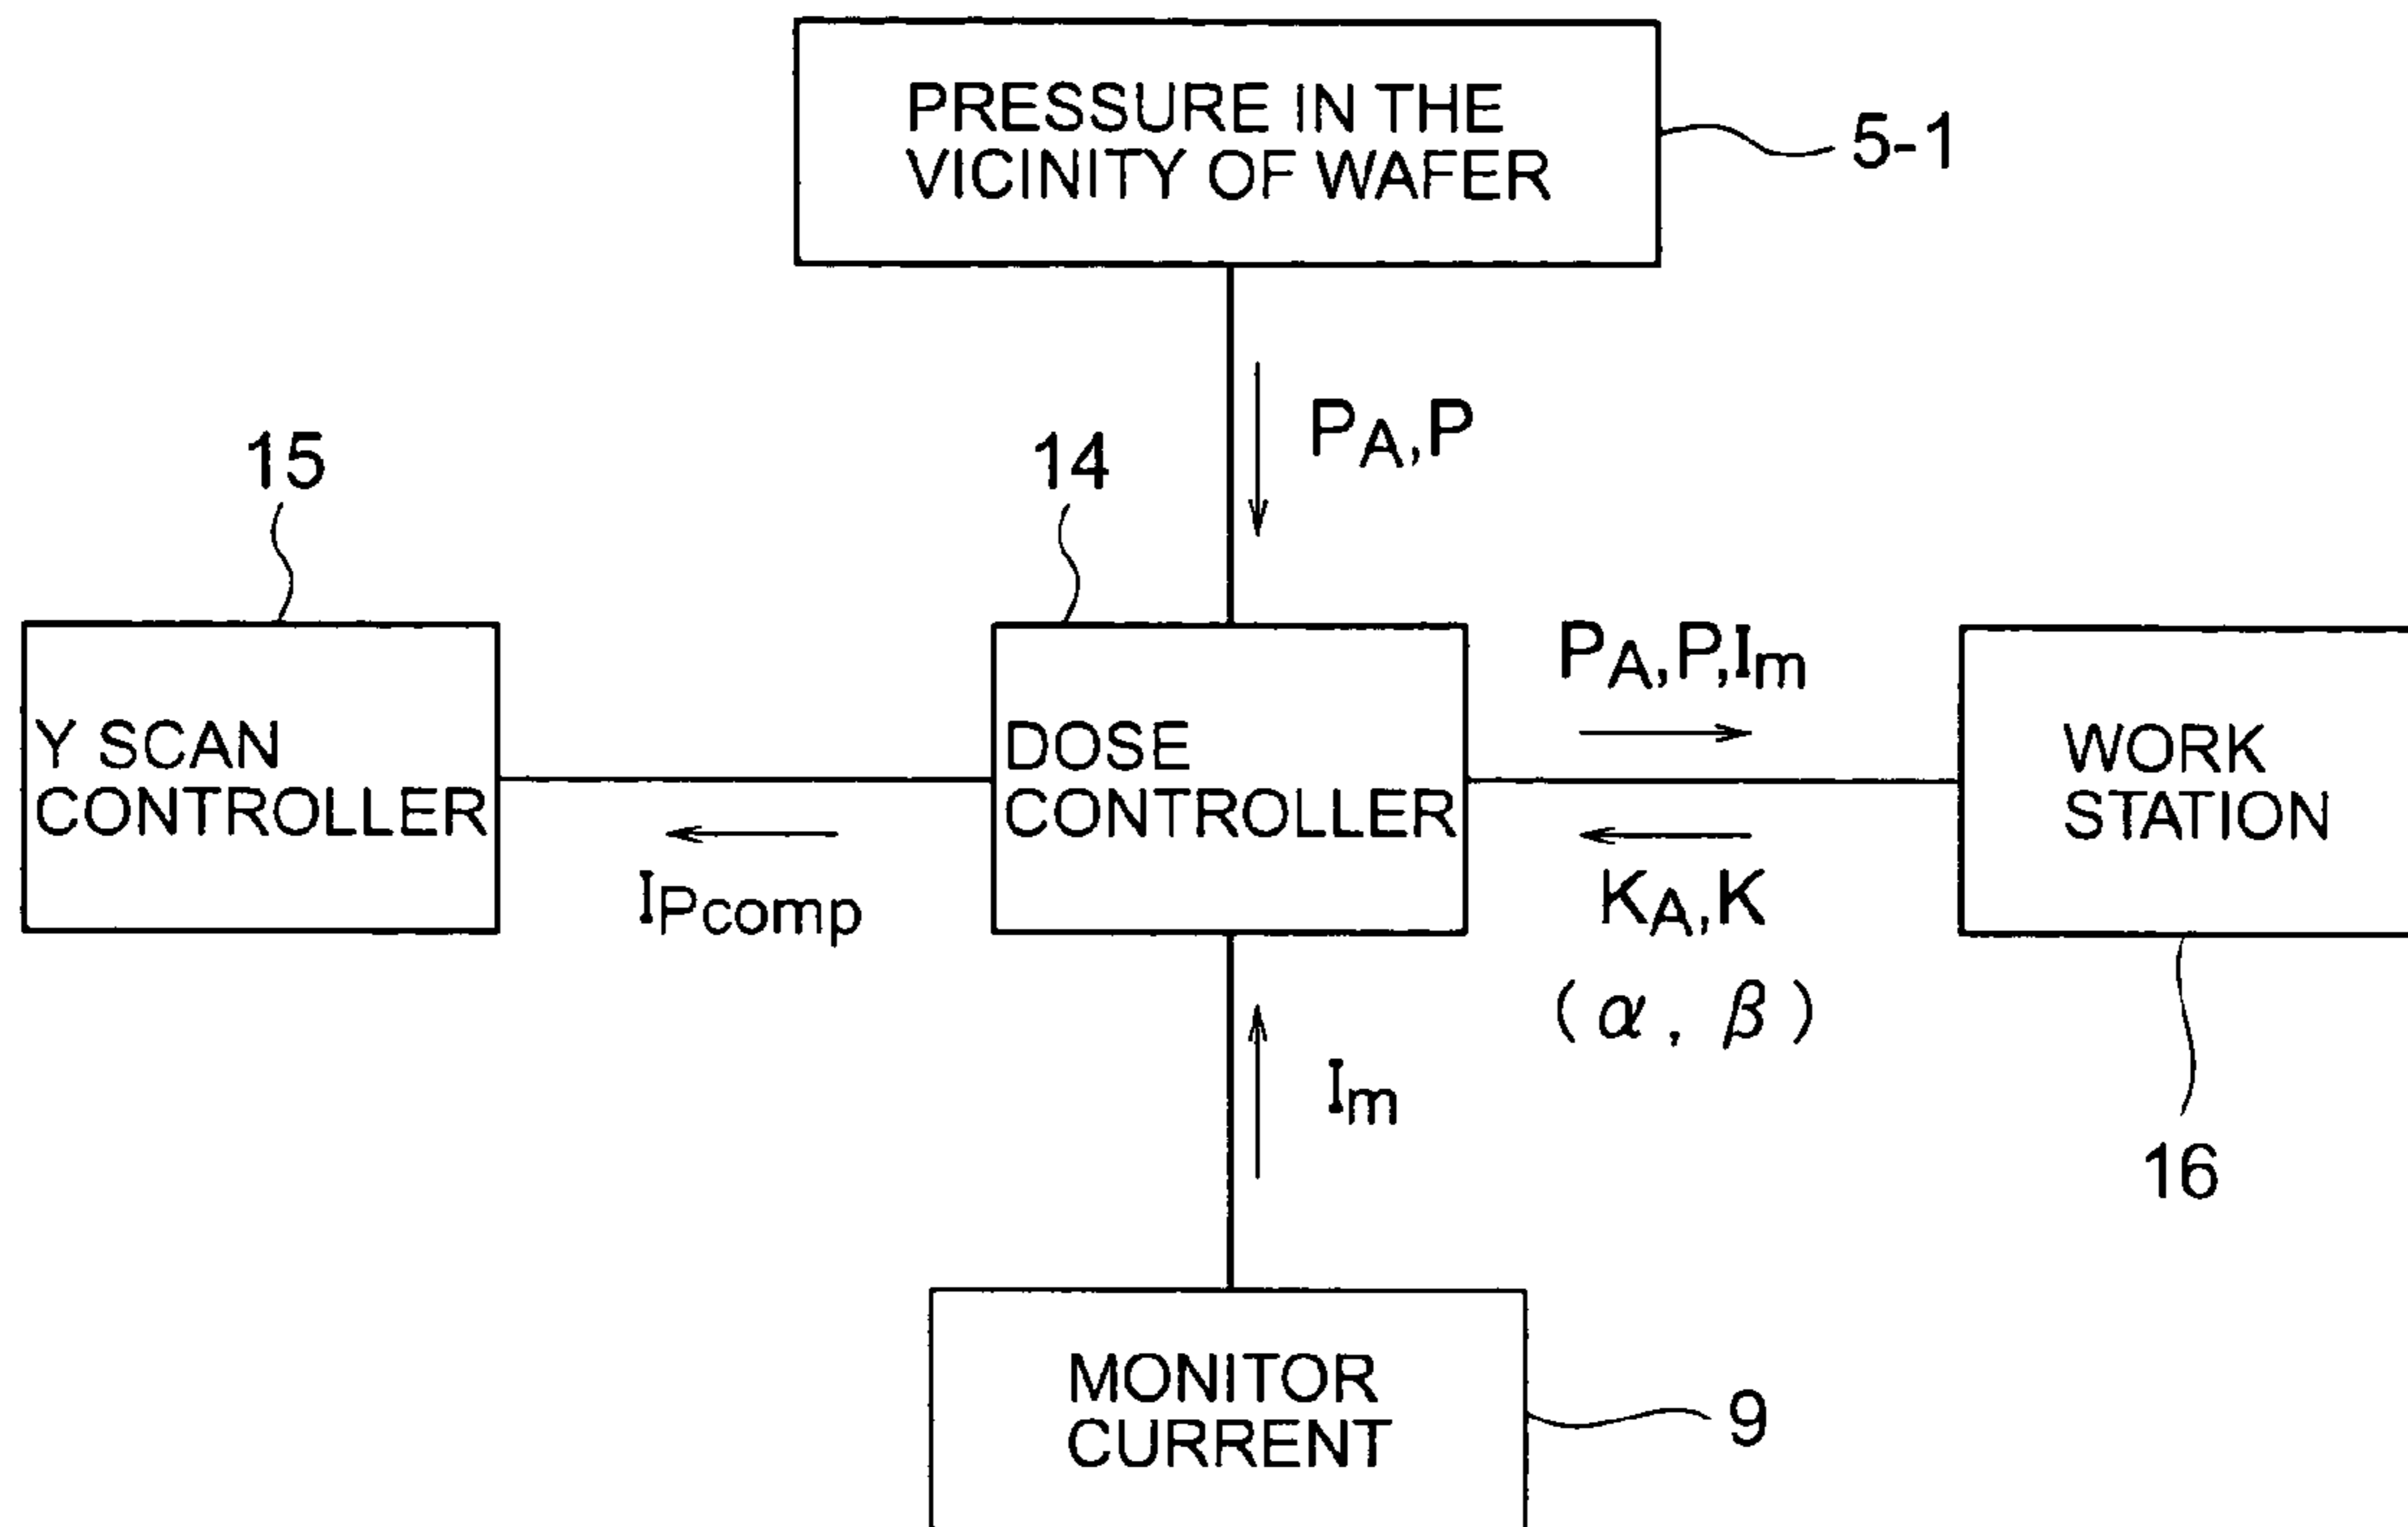 PRESSURE IN THE
VICINITY OF WAFER
5-1
PA,P
15
14
Y SCAN
CONTROLLER
IPcomp
DOSE
CONTROLLER
PA,P,Im
KA,K
(α, β)
WORK
STATION
16
Im
MONITOR
CURRENT
9